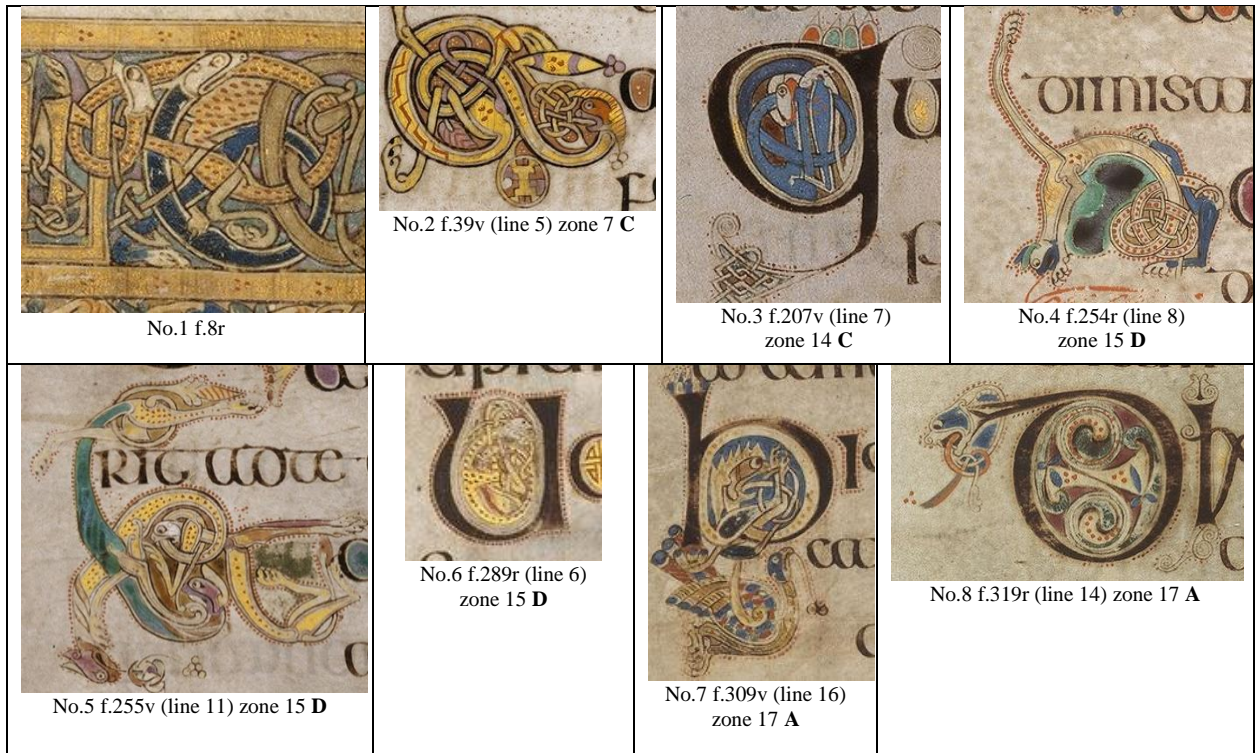 No.1 f.8r
No.2 f.39v (line 5) zone 7 C
No.3 f.207v (line 7)
zone 14 C
OMNISCO
No.4 f.254r (line 8)
zone 15 D
RIT
No.5 f.255v (line 11) zone 15 D
No.6 f.289r (line 6)
zone 15 D
No.7 f.309v (line 16)
zone 17 A
No.8 f.319r (line 14) zone 17 A